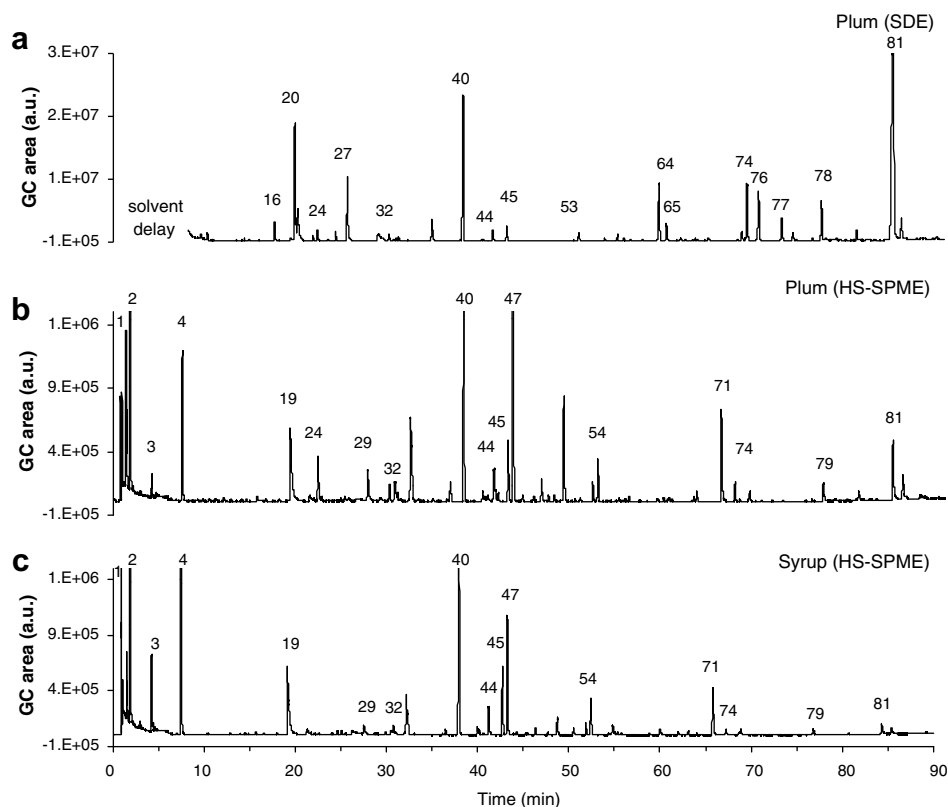 a
Plum (SDE)
GC area (a.u.)
3.E+07
2.E+07
1.E+07
-1.E+05
solvent
delay
16
20
24
27
32
40
44
45
53
64
65
74
76
77
78
81
b
Plum (HS-SPME)
GC area (a.u.)
1.E+06
9.E+05
4.E+05
-1.E+05
1
2
3
4
19
24
29
32
40
44
45
47
54
71
74
79
81
c
Syrup (HS-SPME)
GC area (a.u.)
1.E+06
9.E+05
4.E+05
-1.E+05
1
2
3
4
19
29
32
40
44
45
47
54
71
74
79
81
0 10 20 30 40 50 60 70 80 90
Time (min)